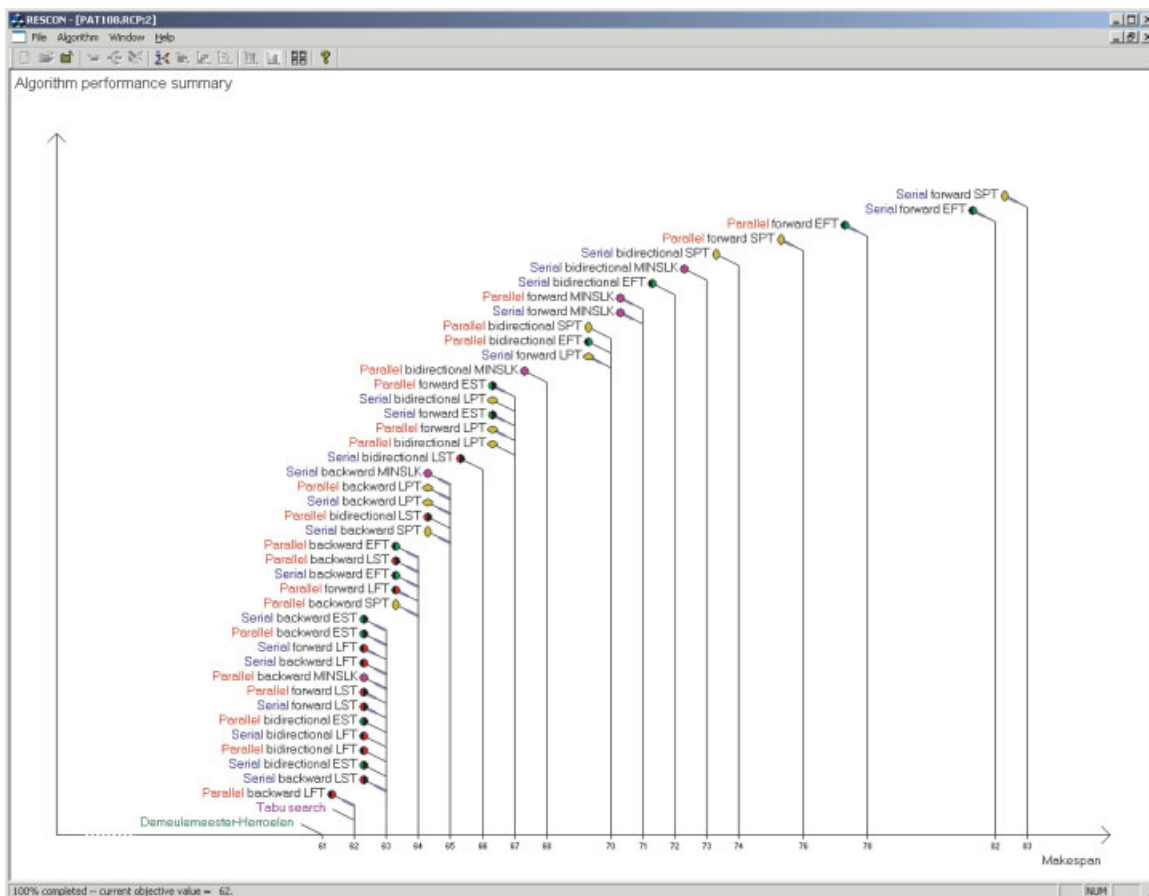 RESCON - [PAT108.RCP:2]
File Algorithm Window Help
Algorithm performance summary
Serial forward SPT
Serial forward EFT
Parallel forward EFT
Parallel forward SPT
Serial bidirectional SPT
Serial bidirectional MINSLK
Serial bidirectional EFT
Parallel forward MINSLK
Serial forward MINSLK
Parallel bidirectional SPT
Parallel bidirectional EFT
Serial forward LPT
Parallel bidirectional MINSLK
Parallel forward EST
Serial bidirectional LPT
Serial forward EST
Parallel forward LPT
Parallel bidirectional LPT
Serial bidirectional LST
Serial backward MINSLK
Parallel backward LPT
Serial backward LPT
Parallel bidirectional LST
Serial backward SPT
Parallel backward EFT
Parallel backward LST
Serial backward EFT
Parallel forward LFT
Parallel backward SPT
Serial backward EST
Parallel backward EST
Serial forward LFT
Serial backward LFT
Parallel backward MINSLK
Parallel forward LST
Serial forward LST
Parallel bidirectional EST
Serial bidirectional LFT
Parallel bidirectional LFT
Serial bidirectional EST
Serial backward LST
Parallel backward LFT
Tabu search
Demeulemeester-Herroelen
61 62 63 64 65 66 67 68 70 71 72 73 74 76 78 82 83
Makespan
100% completed -- current objective value = 62.
NUM